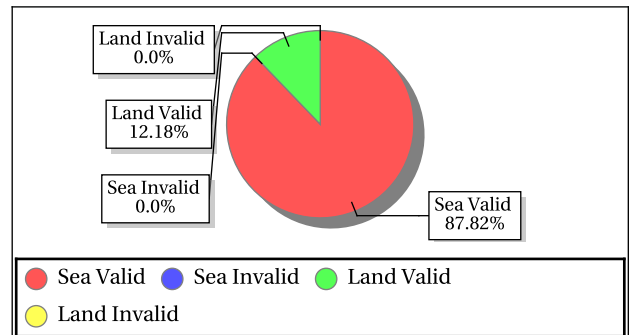 Land Invalid
0.0%
Land Valid
12.18%
Sea Invalid
0.0%
Sea Valid
87.82%
Sea Valid Sea Invalid Land Valid
Land Invalid